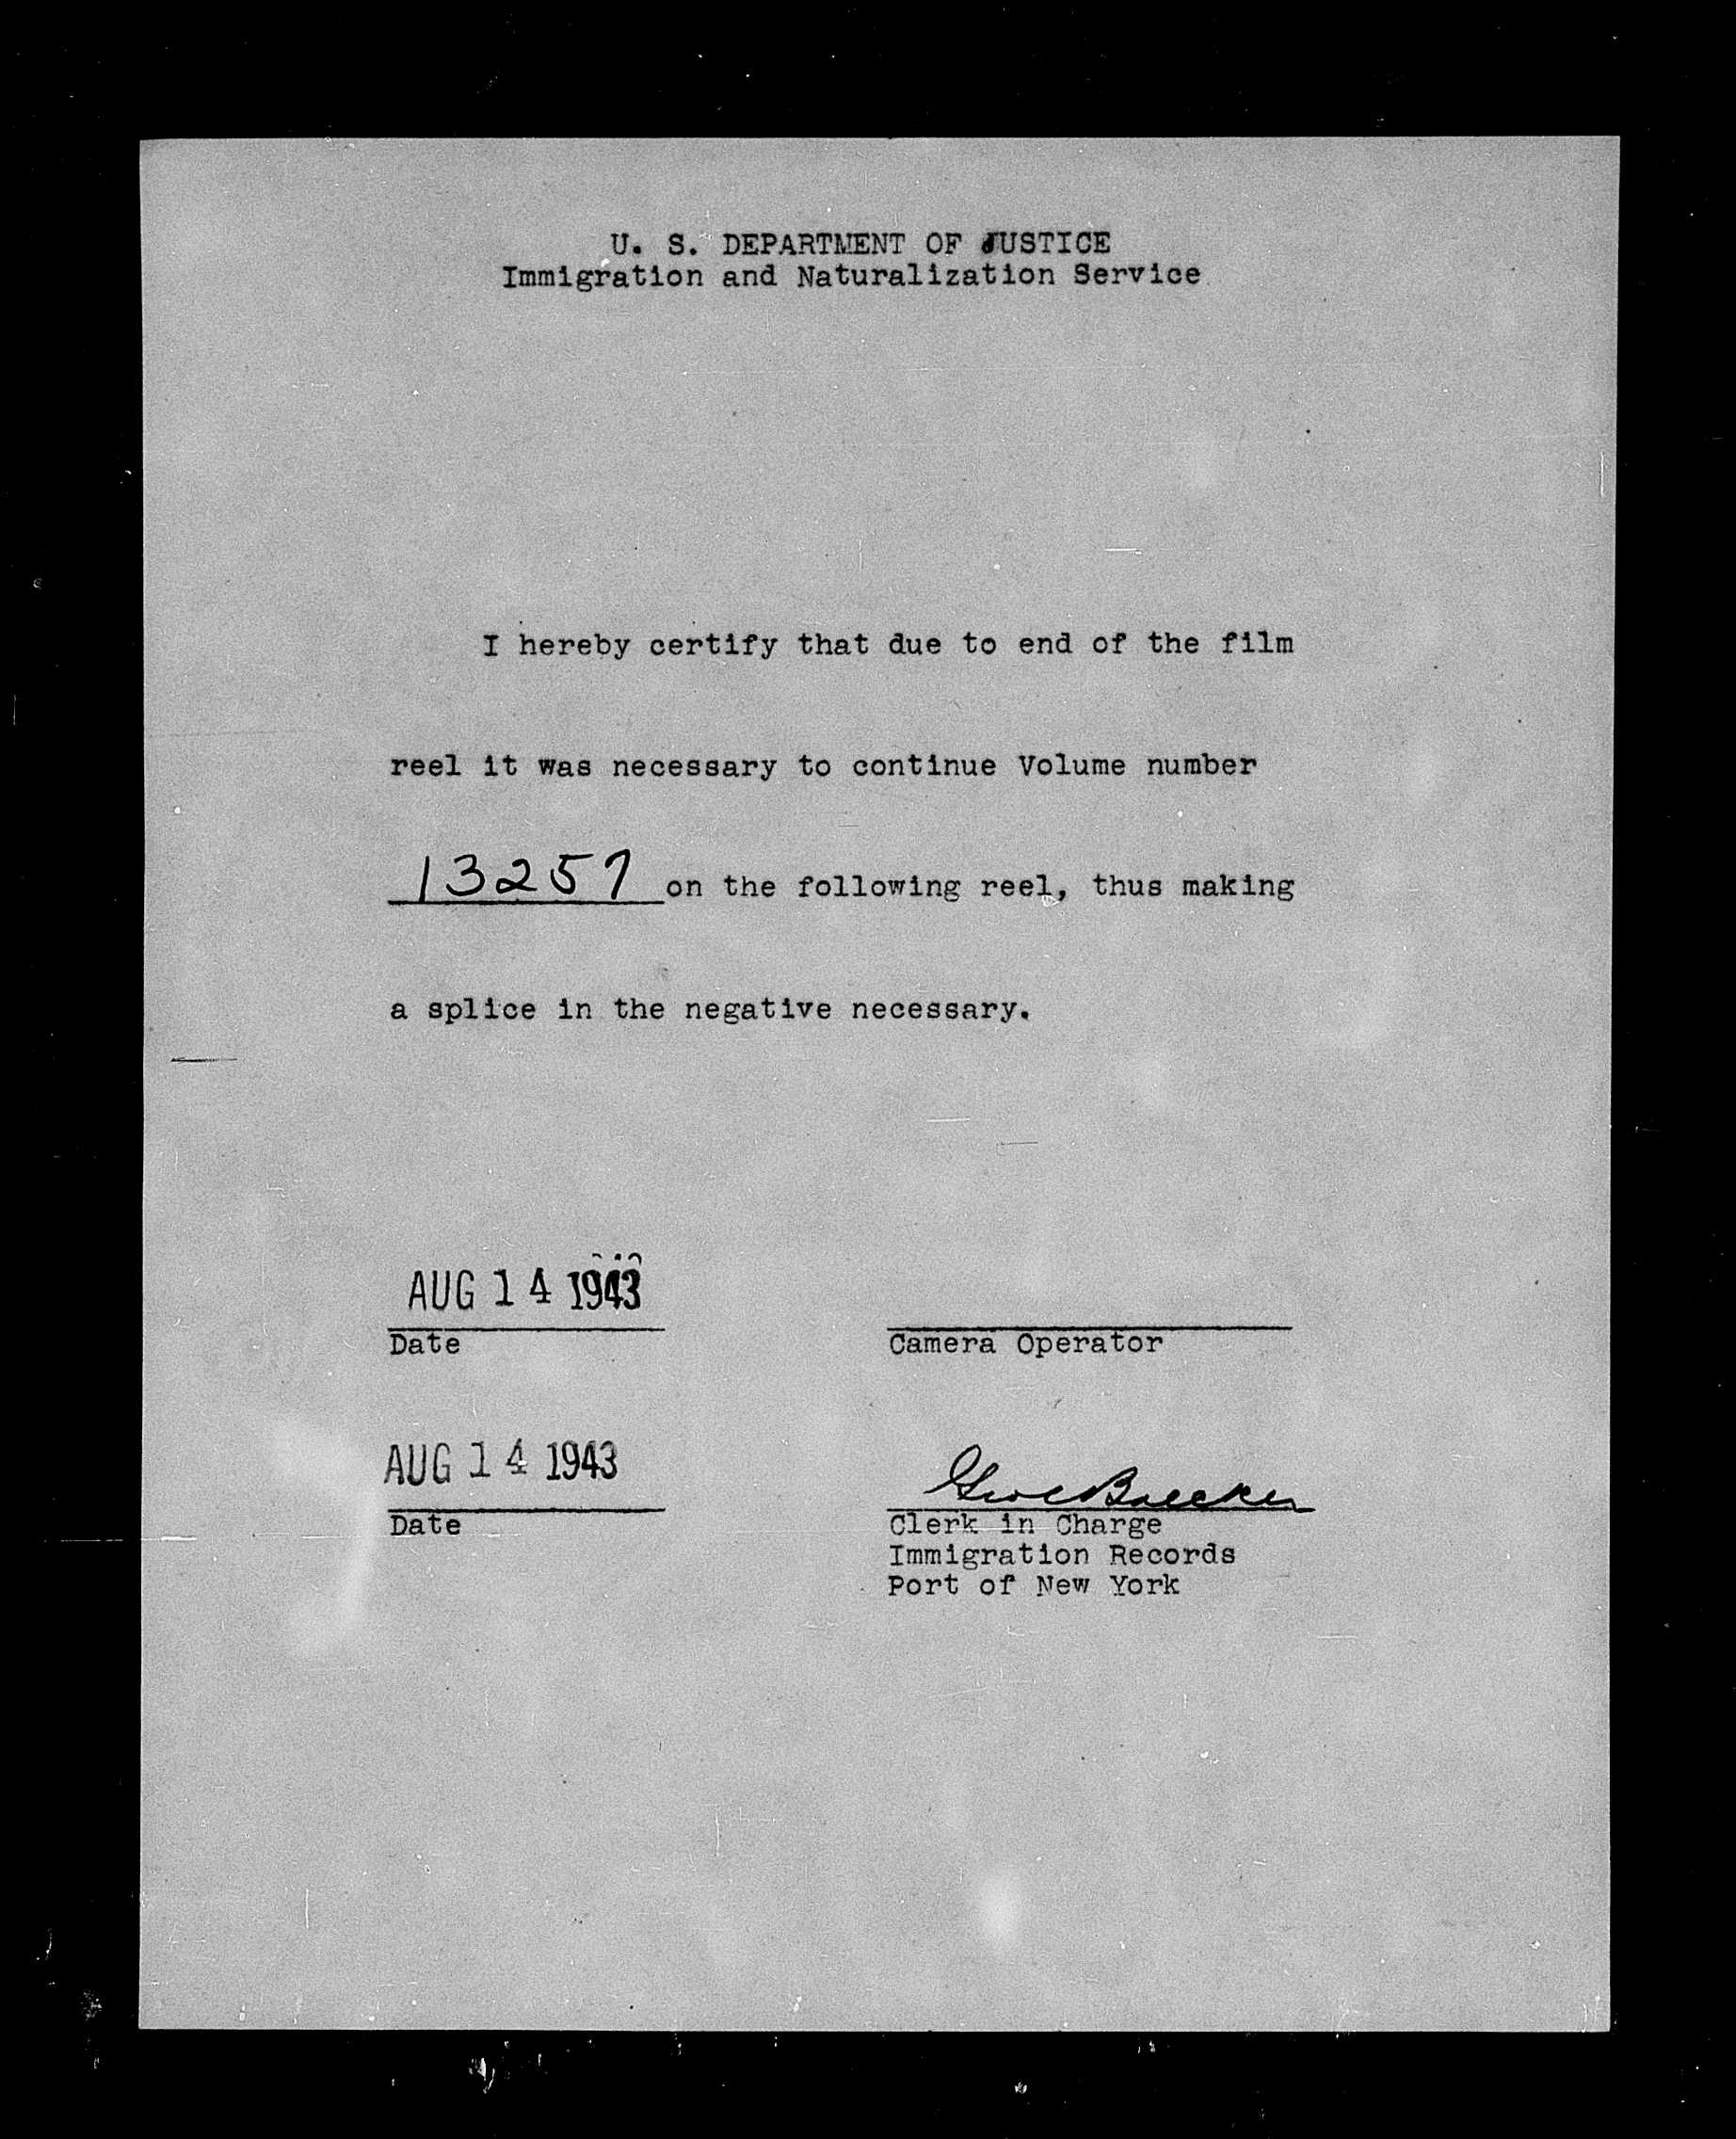 U. S. DEPARTMENT OF JUSTICE
Immigration and Naturalization Service
I hereby certify that due to end of the film
reel it was necessary to continue Volume number
13257 on the following reel, thus making
a splice in the negative necessary.
AUG 14 1943
Date
Camera Operator
AUG 14 1943
Date
Clerk in Charge
Immigration Records
Port of New York